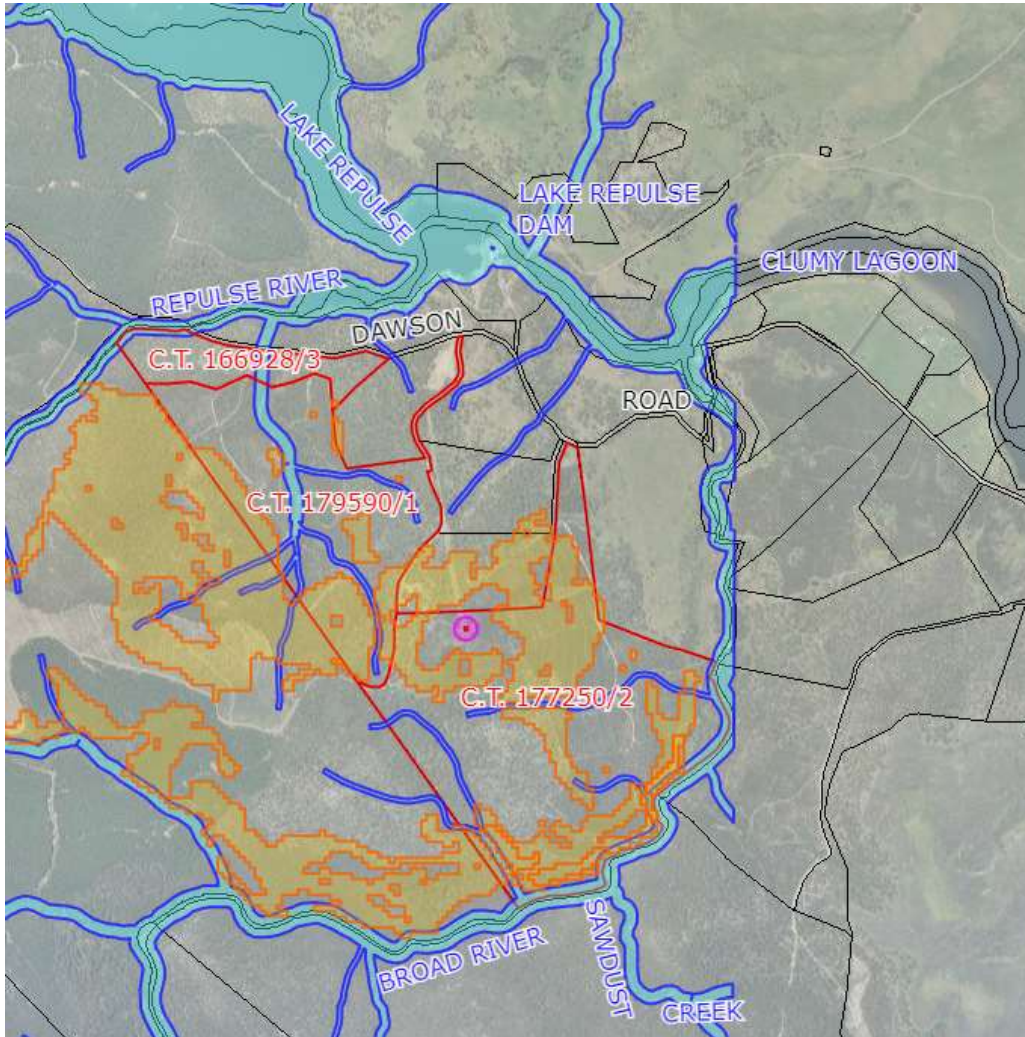 LAKE REPULSE
LAKE REPULSE
DAM
CLUMY LAGOON
REPULSE RIVER
DAWSON
C.T. 166928/3
ROAD
C.T. 179590/1
C.T. 177250/2
BROAD RIVER
SAWDUST
CREEK